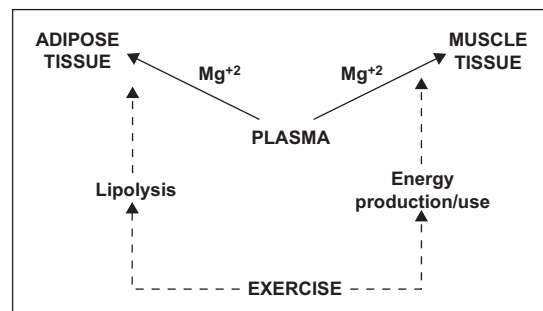 ADIPOSE
TISSUE
MUSCLE
TISSUE
Mg+2
Mg+2
PLASMA
Lipolysis
Energy
production/use
EXERCISE